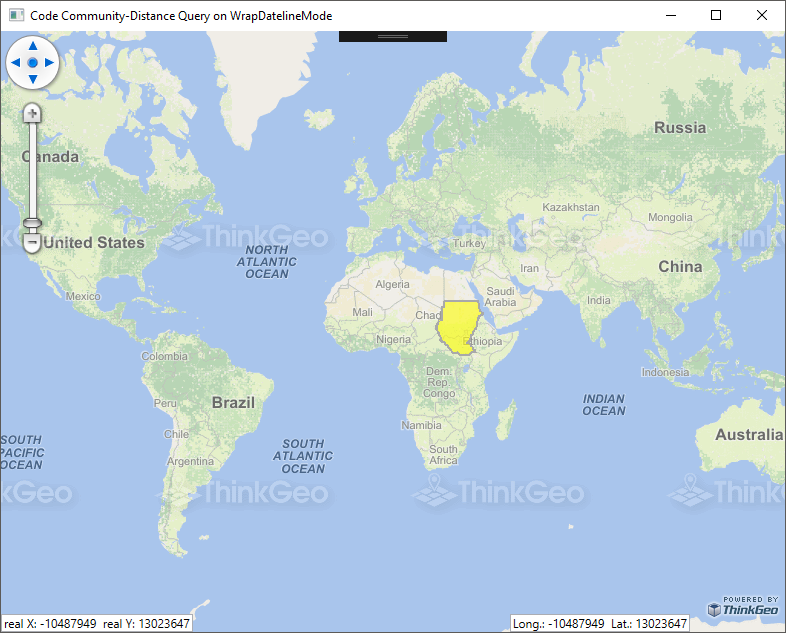 Code Community-Distance Query on WrapDatelineMode
Russia
Canada
Kazakhstan
Mongolia
ThinkGeo
ThinkGeo
United States
Turkey
NORTH
ATLANTIC
OCEAN
Iran
China
Algeria
Saudi
Arabia
Mexico
India
Mali
Chad
Nigeria
Ethiopia
Colombia
Dem.
Rep
Congo
Indonesia
Peru
Brazil
INDIAN
OCEAN
Namibia
Chile
Australia
SOUTH
PACIFIC
OCEAN
SOUTH
ATLANTIC
OCEAN
South
Africa
Argentina
ThinkGeo
ThinkGeo
POWERED BY
ThinkGeo
real X: -10487949 real Y: 13023647
Long.: -10487949 Lat.: 13023647